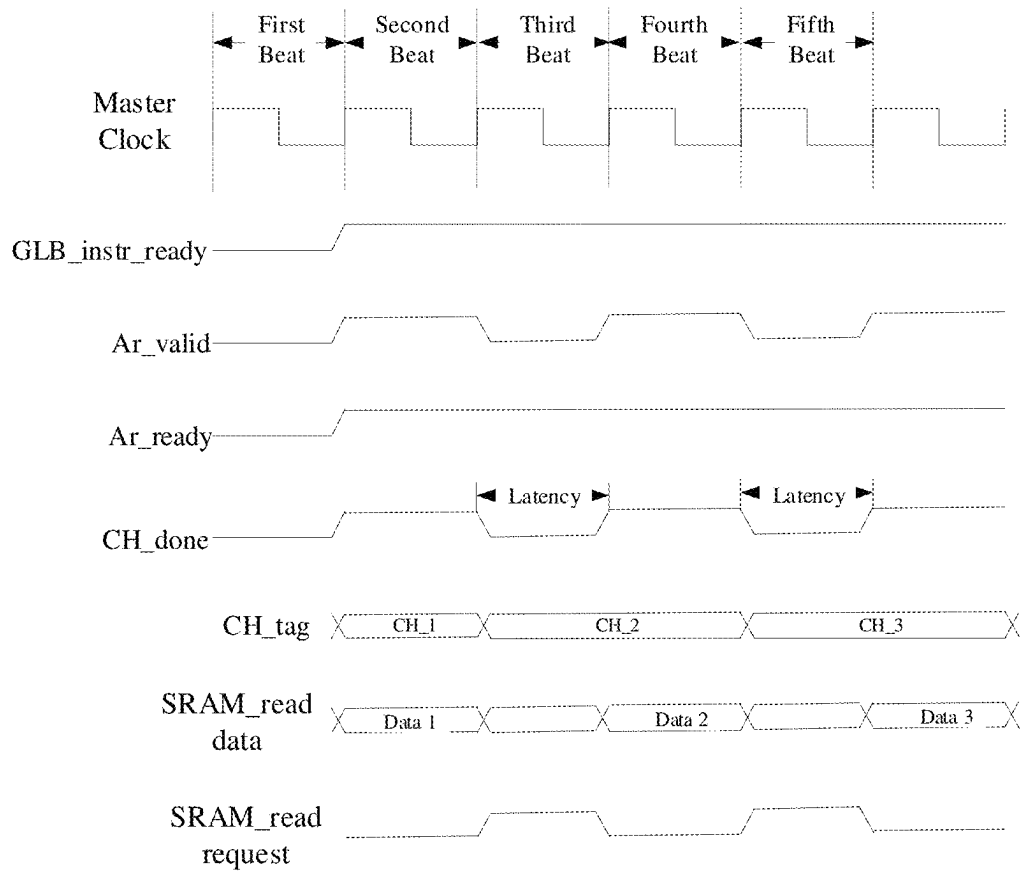 First Beat
Second Beat
Third Beat
Fourth Beat
Fifth Beat
Master Clock
GLB_instr_ready
Ar_valid
Ar_ready
Latency
Latency
CH_done
CH_tag
CH_1
CH_2
CH_3
SRAM_read data
Data 1
Data 2
Data 3
SRAM_read request